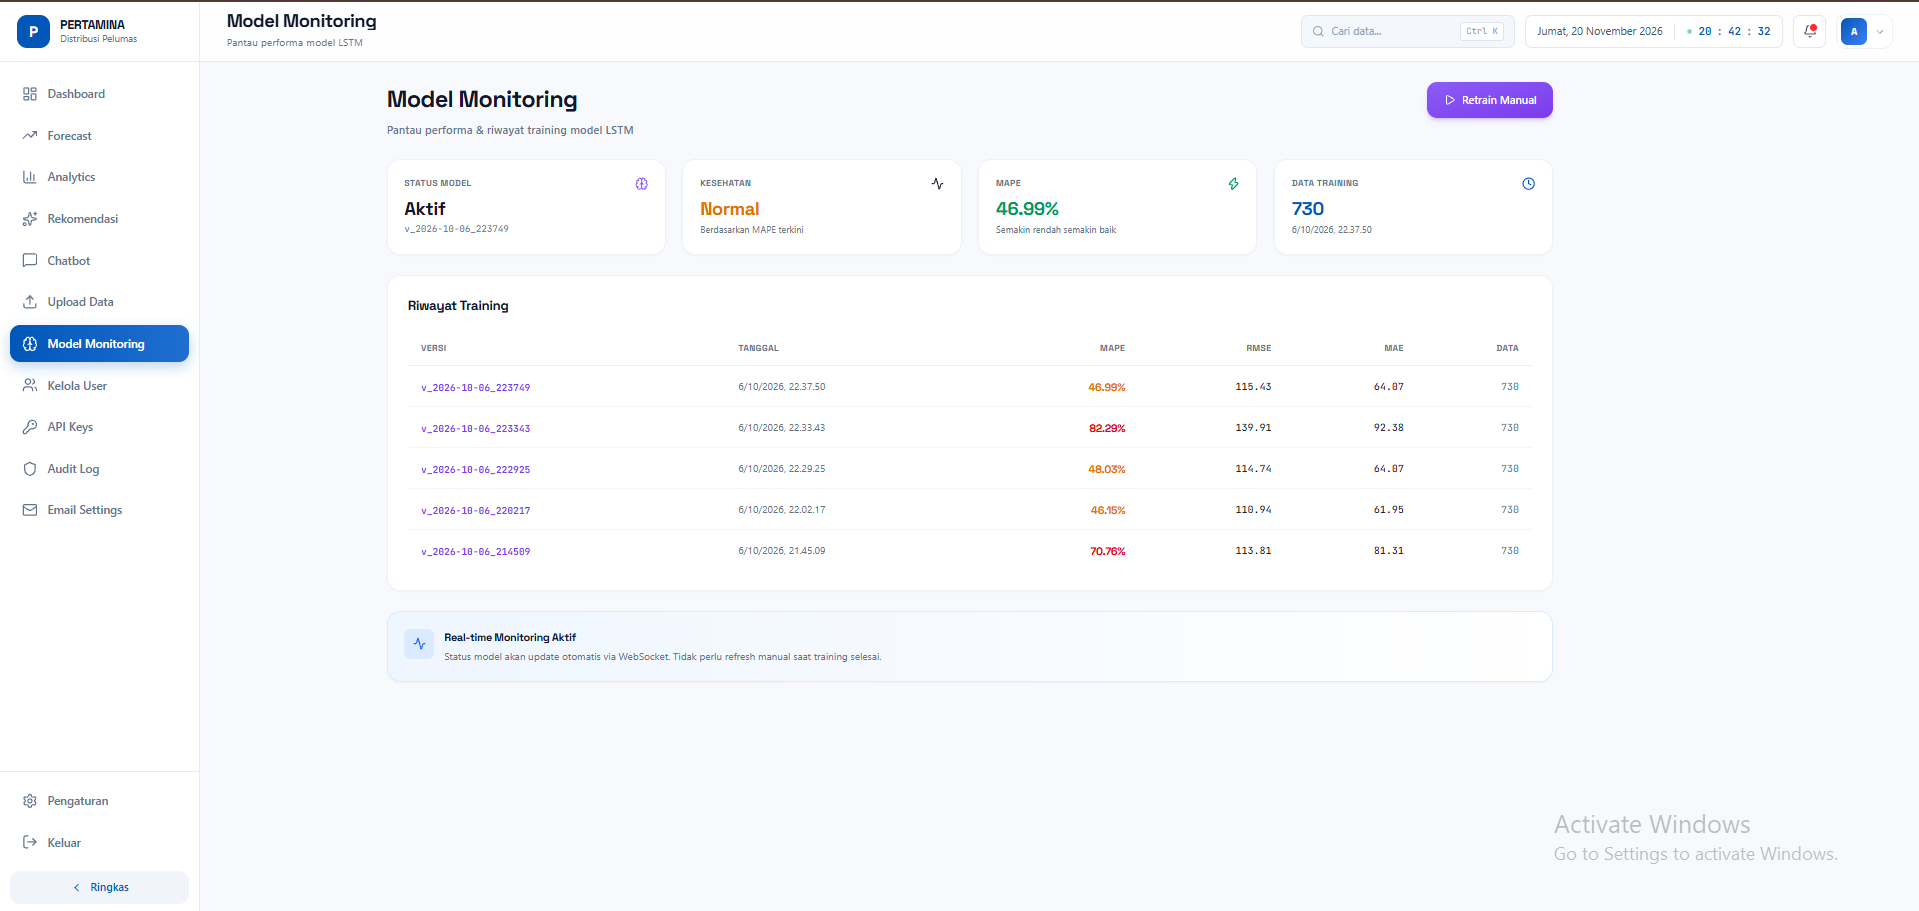 P
PERTAMINA
Distribusi Pelumas
Model Monitoring
Pantau performa model LSTM
Cari data...
Ctrl K
Jumat, 20 November 2026
20 : 42 : 32
A
Dashboard
Forecast
Analytics
Rekomendasi
Chatbot
Upload Data
Model Monitoring
Kelola User
API Keys
Audit Log
Email Settings
Pengaturan
Keluar
Ringkas
Model Monitoring
Pantau performa & riwayat training model LSTM
Retrain Manual
STATUS MODEL
Aktif
v_2026-10-06_223749
KESEHATAN
Normal
Berdasarkan MAPE terkini
MAPE
46.99%
Semakin rendah semakin baik
DATA TRAINING
730
6/10/2026, 22.37.50
Riwayat Training
VERSI TANGGAL MAPE RMSE MAE DATA
v_2026-10-06_223749 6/10/2026, 22.37.50 46.99% 115.43 64.07 730
v_2026-10-06_223343 6/10/2026, 22.33.43 82.29% 139.91 92.38 730
v_2026-10-06_222925 6/10/2026, 22.29.25 48.03% 114.74 64.07 730
v_2026-10-06_220217 6/10/2026, 22.02.17 46.15% 110.94 61.95 730
v_2026-10-06_214509 6/10/2026, 21.45.09 70.76% 113.81 81.31 730
Real-time Monitoring Aktif
Status model akan update otomatis via WebSocket. Tidak perlu refresh manual saat training selesai.
Activate Windows
Go to Settings to activate Windows.